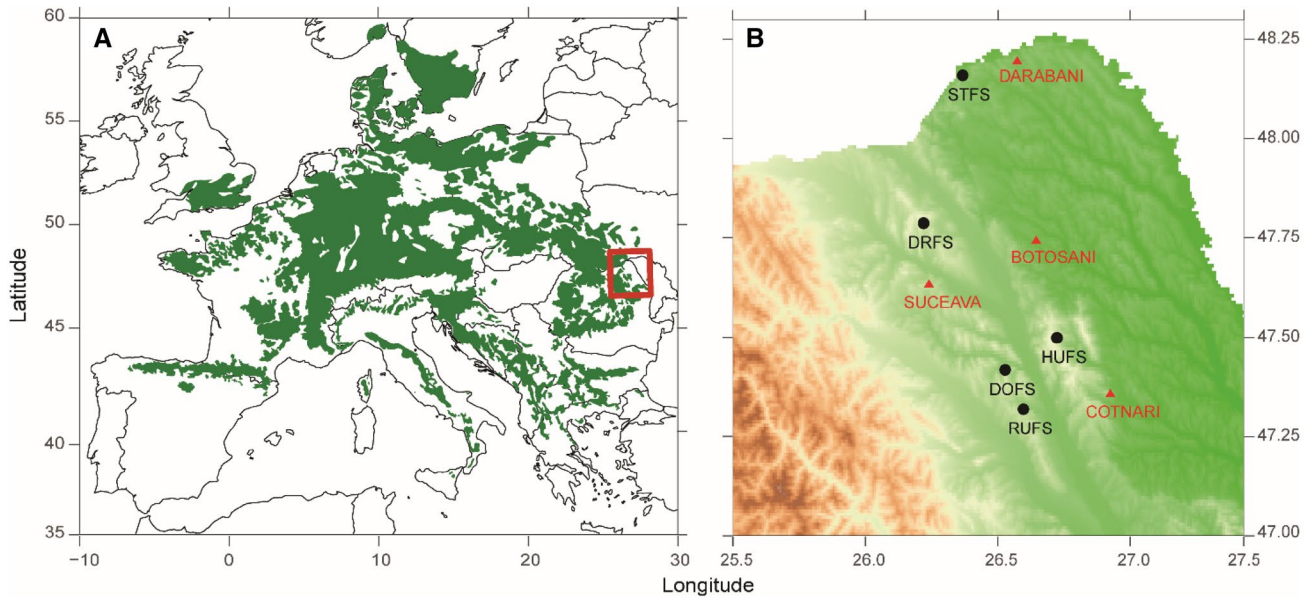 A
B
60
55
50
45
40
35
Latitude
−10
0
10
20
30
Longitude
48.25
48.00
47.75
47.50
47.25
47.00
25.5
26.0
26.5
27.0
27.5
DARABANI
STFS
DRFS
BOTOSANI
SUCEAVA
HUFS
DOFS
COTNARI
RUFS